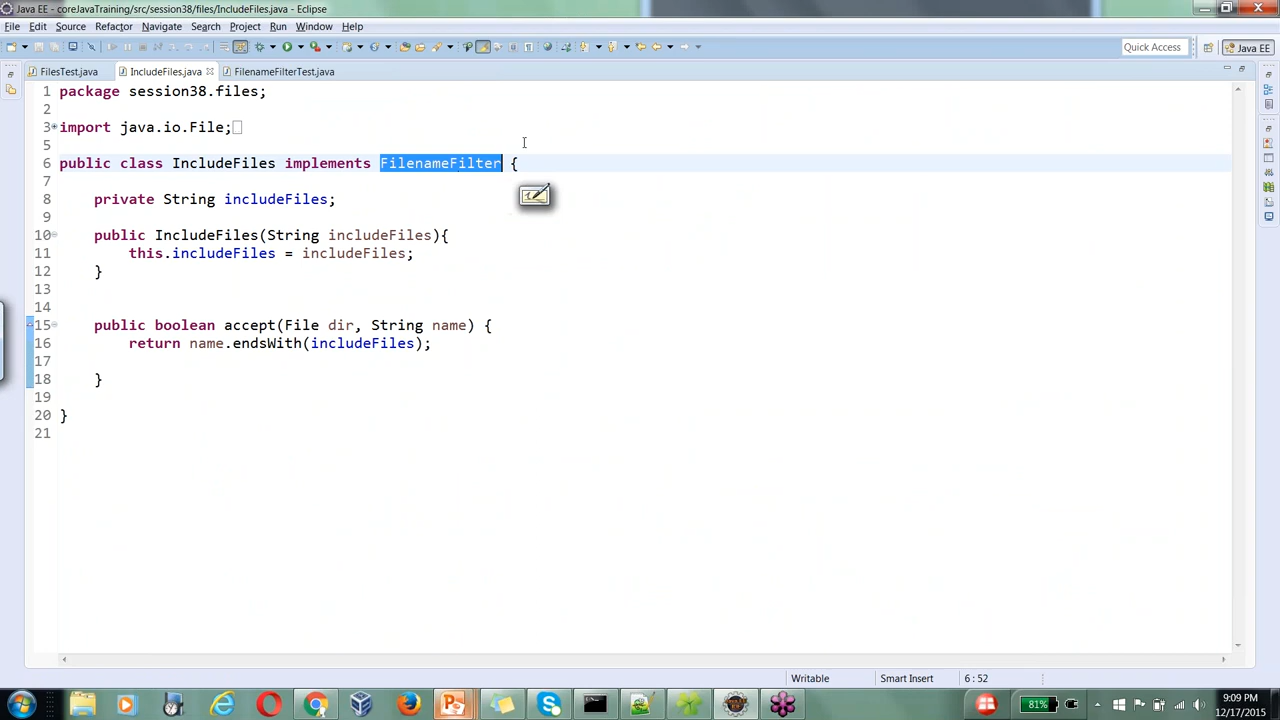 Java EE - coreJavaTraining/src/session38/files/IncludeFiles.java - Eclipse
File Edit Source Refactor Navigate Search Project Run Window Help
Quick Access
Java EE
FilesTest.java
IncludeFiles.java
FilenameFilterTest.java
1 package session38.files;
2
3 import java.io.File;
5
6 public class IncludeFiles implements FilenameFilter {
7
8 private String includeFiles;
9
10 public IncludeFiles(String includeFiles){
11 this.includeFiles = includeFiles;
12 }
13
14
15 public boolean accept(File dir, String name) {
16 return name.endsWith(includeFiles);
17
18 }
19
20 }
21
Writable
Smart Insert
6 : 52
81%
9:09 PM
12/17/2015